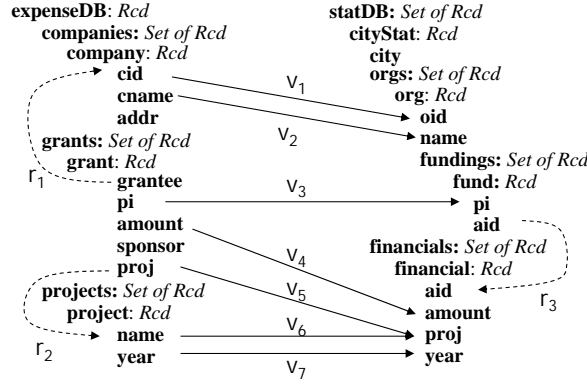 expenseDB: Rcd
companies: Set of Rcd
company: Rcd
cid
cname
addr
grants: Set of Rcd
grant: Rcd
grantee
pi
amount
sponsor
proj
projects: Set of Rcd
project: Rcd
name
year
r1
r2
v1
v2
v3
v4
v5
v6
v7
statDB: Set of Rcd
cityStat: Rcd
city
orgs: Set of Rcd
org: Rcd
oid
name
fundings: Set of Rcd
fund: Rcd
pi
aid
financials: Set of Rcd
financial: Rcd
aid
amount
proj
year
r3